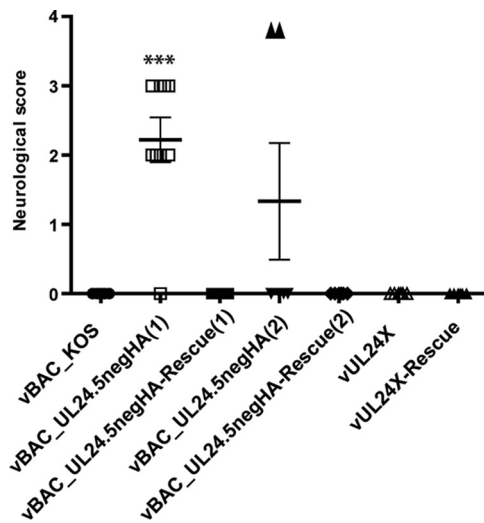 Neurological score
4
3
2
1
0
***
vBAC_KOS
vBAC_UL24.5negHA(1)
vBAC_UL24.5negHA-Rescue(1)
vBAC_UL24.5negHA(2)
vBAC_UL24.5negHA-Rescue(2)
vUL24X
vUL24X-Rescue